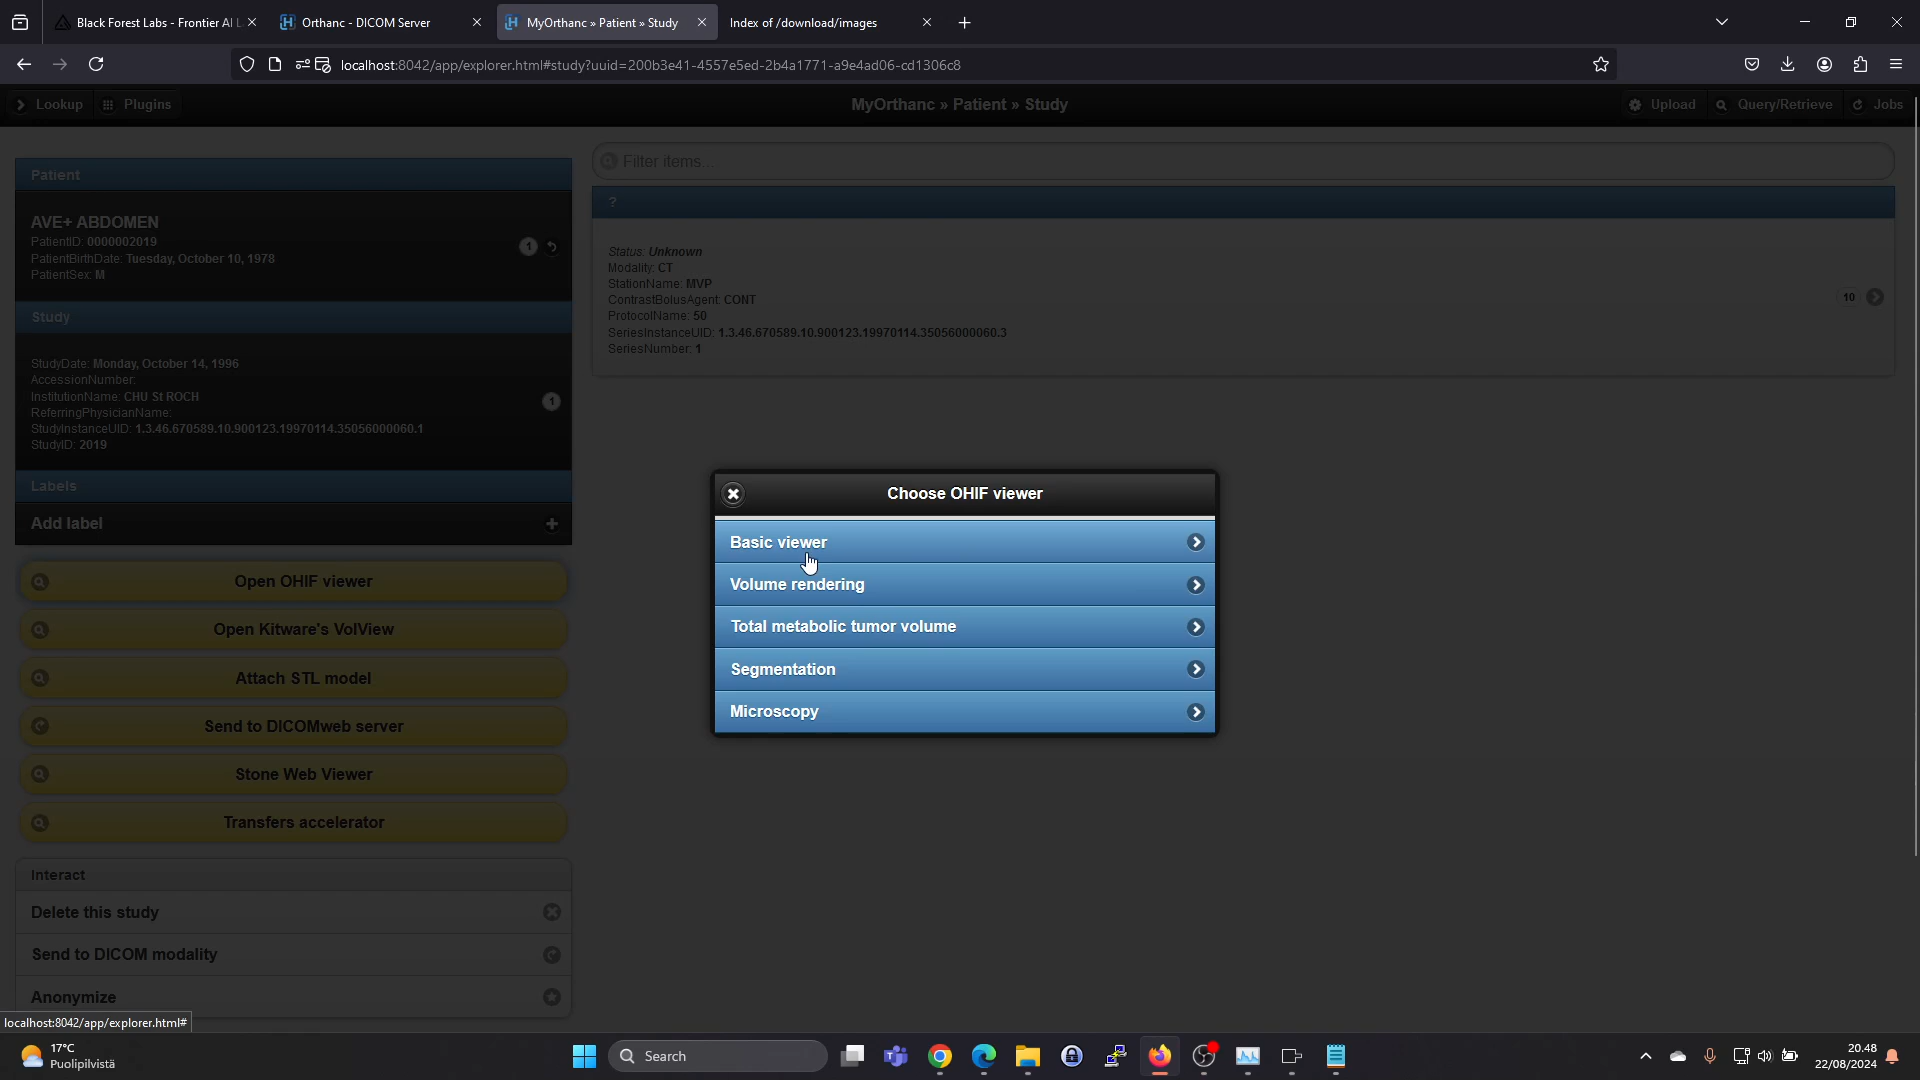 Black Forest Labs - Frontier AI L
Orthanc - DICOM Server
MyOrthanc » Patient » Study
Index of /download/images
localhost:8042/app/explorer.html#study?uuid=200b3e41-4557e5ed-2b4a1771-a9e4ad06-cd1306c8
Lookup
Plugins
MyOrthanc » Patient » Study
Upload
Query/Retrieve
Jobs
Patient
AVE+ ABDOMEN
PatientID: 0000002019
PatientBirthDate: Tuesday, October 10, 1978
PatientSex: M
1
Study
StudyDate: Monday, October 14, 1996
AccessionNumber:
InstitutionName: CHU St ROCH
ReferringPhysicianName:
StudyInstanceUID: 1.3.46.670589.10.900123.19970114.35056000060.1
StudyID: 2019
1
Labels
Add label
Open OHIF viewer
Open Kitware's VolView
Attach STL model
Send to DICOMweb server
Stone Web Viewer
Transfers accelerator
Interact
Delete this study
Send to DICOM modality
Anonymize
localhost:8042/app/explorer.html#
Filter items...
?
Status: Unknown
Modality: CT
StationName: MVP
ContrastBolusAgent: CONT
ProtocolName: 50
SeriesInstanceUID: 1.3.46.670589.10.900123.19970114.35056000060.3
SeriesNumber: 1
10
Choose OHIF viewer
Basic viewer
Volume rendering
Total metabolic tumor volume
Segmentation
Microscopy
17°C
Puolipilvistä
Search
20.48
22/08/2024